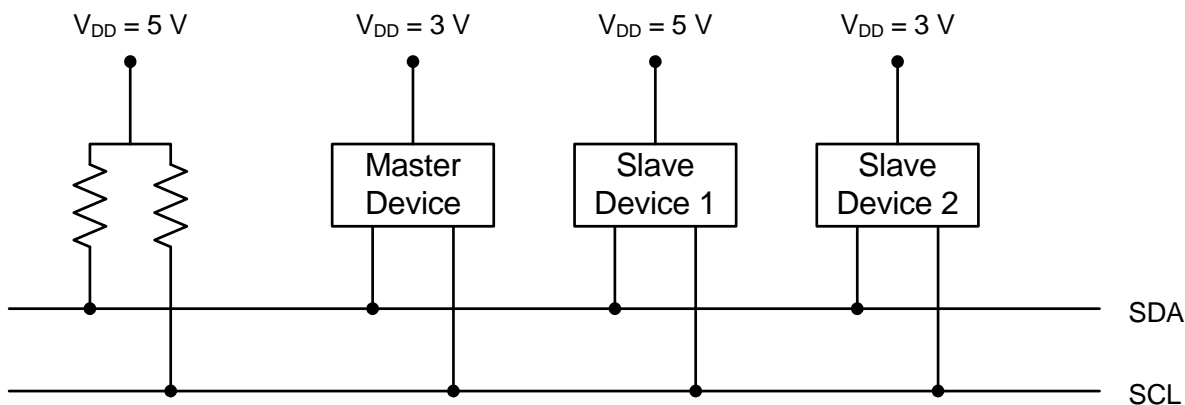 V_DD = 5 V
V_DD = 3 V
V_DD = 5 V
V_DD = 3 V
Master
Device
Slave
Device 1
Slave
Device 2
SDA
SCL